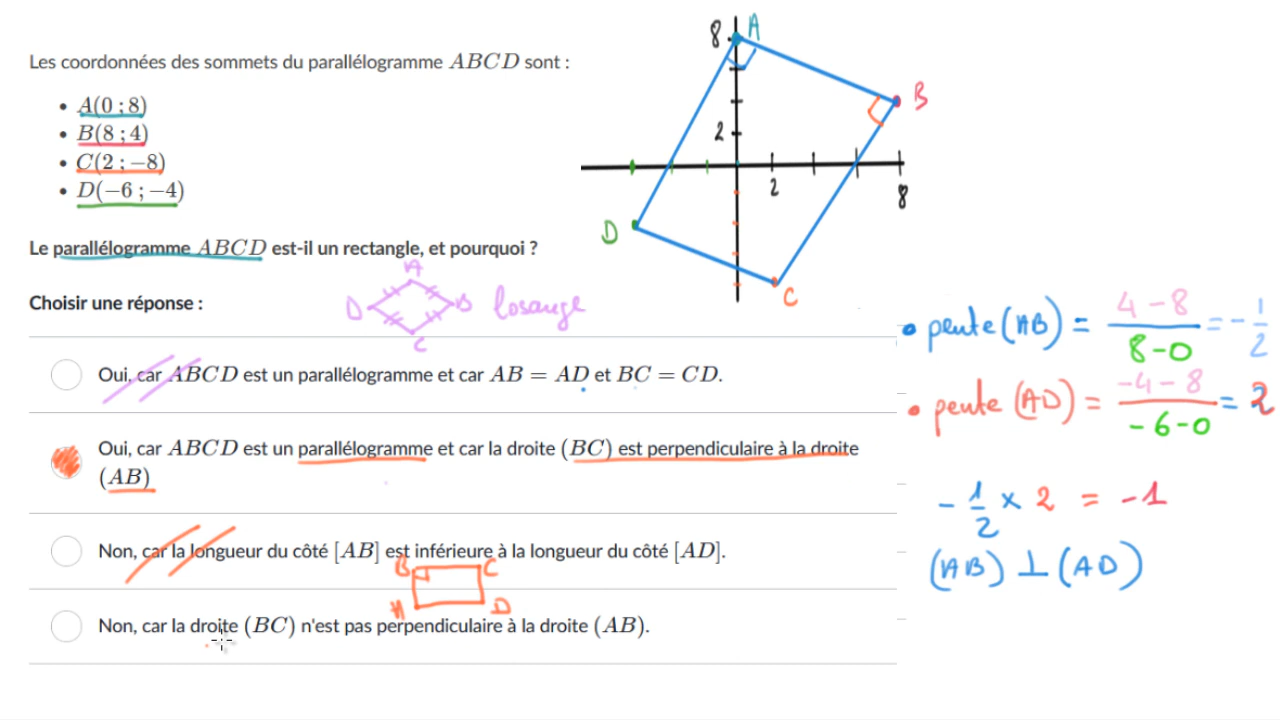 Les coordonnées des sommets du parallélogramme ABCD sont :
• A(0 ; 8)
• B(8 ; 4)
• C(2 ; −8)
• D(−6 ; −4)
Le parallélogramme ABCD est-il un rectangle, et pourquoi ?
Choisir une réponse :
8 A
B
2
2
8
D
C
A
D B losange
C
Oui, car ABCD est un parallélogramme et car AB = AD et BC = CD.
Oui, car ABCD est un parallélogramme et car la droite (BC) est perpendiculaire à la droite
(AB)
Non, car la longueur du côté [AB] est inférieure à la longueur du côté [AD].
B C
A D
Non, car la droite (BC) n'est pas perpendiculaire à la droite (AB).
• pente (AB) = \frac{4-8}{8-0} = -\frac{1}{2}
• pente (AD) = \frac{-4-8}{-6-0} = 2
-\frac{1}{2} × 2 = -1
(AB) ⊥ (AD)